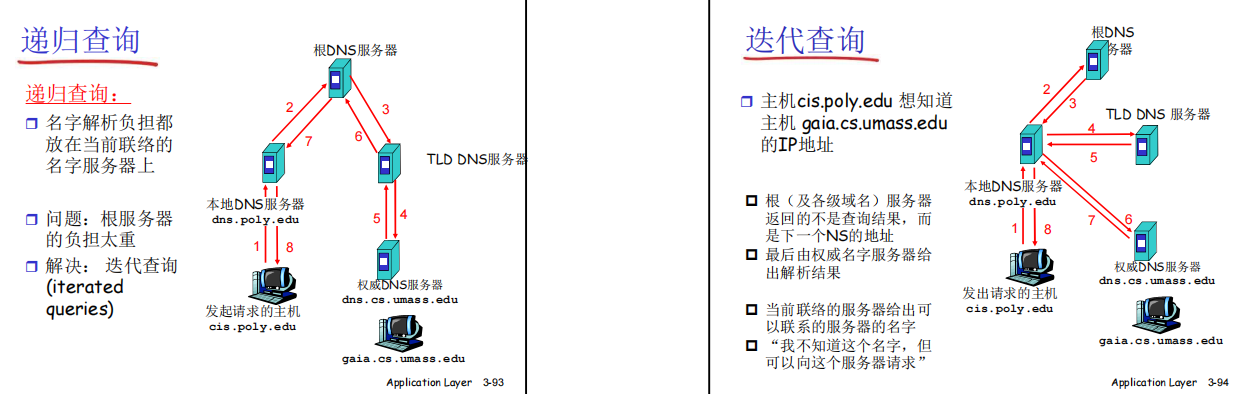 递归查询
递归查询：
名字解析负担都
放在当前联络的
名字服务器上
问题：根服务器
的负担太重
解决： 迭代查询
(iterated
queries)
根DNS服务器
2
3
7
6
TLD DNS服务器
本地DNS服务器
dns.poly.edu
5
4
1
8
权威DNS服务器
dns.cs.umass.edu
发起请求的主机
cis.poly.edu
gaia.cs.umass.edu
Application Layer 3-93
迭代查询
主机cis.poly.edu 想知道
主机 gaia.cs.umass.edu
的IP地址
根（及各级域名）服务器
返回的不是查询结果，而
是下一个NS的地址
最后由权威名字服务器给
出解析结果
当前联络的服务器给出可
以联系的服务器的名字
“我不知道这个名字，但
可以向这个服务器请求”
根DNS
务器
2
3
TLD DNS 服务器
4
5
本地DNS服务器
dns.poly.edu
6
7
1
8
权威DNS服务器
dns.cs.umass.edu
发出请求的主机
cis.poly.edu
gaia.cs.umass.edu
Application Layer 3-94